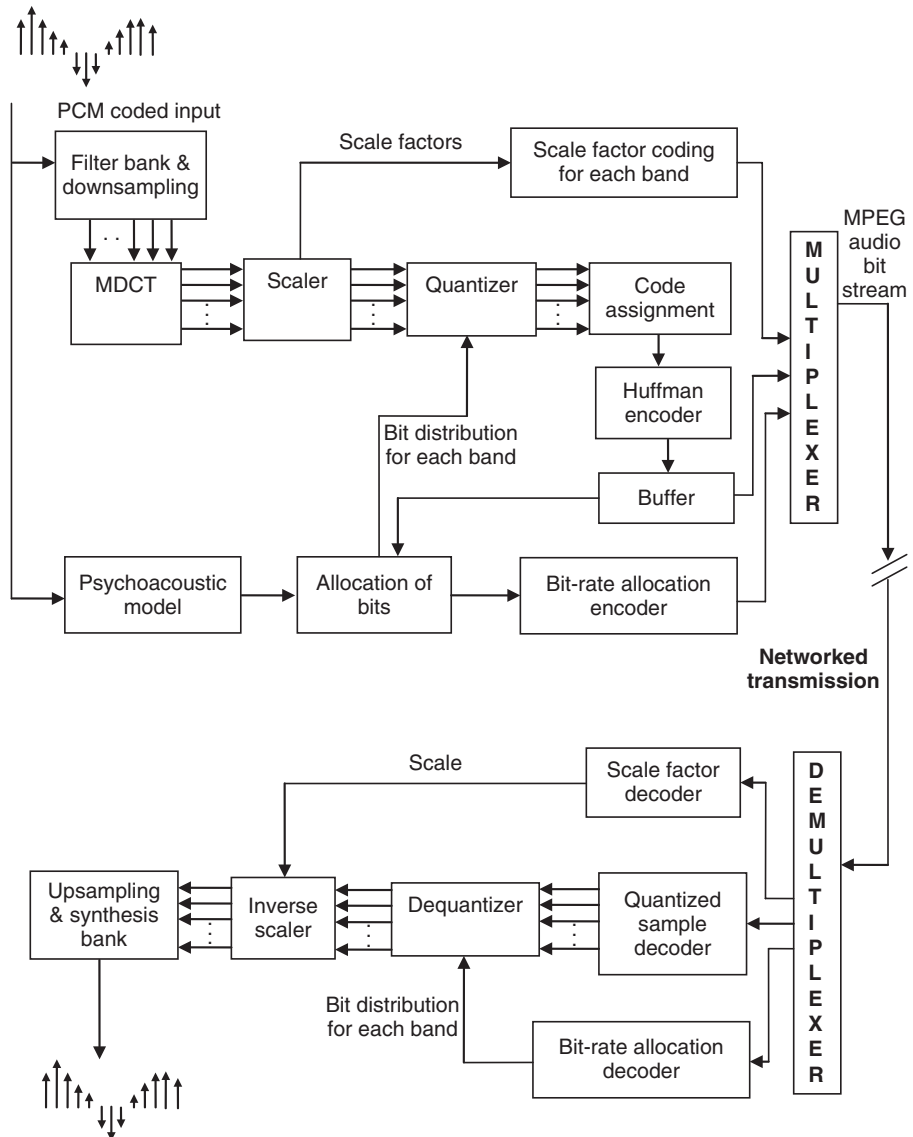 PCM coded input
Filter bank &
downsampling
Scale factors
Scale factor coding
for each band
MPEG
audio
bit
stream
MDCT
Scaler
Quantizer
Code
assignment
MULTIPLEXER
Huffman
encoder
Bit distribution
for each band
Buffer
Psychoacoustic
model
Allocation of
bits
Bit-rate allocation
encoder
Networked
transmission
Scale
Scale factor
decoder
DEMULTIPLEXER
Upsampling
& synthesis
bank
Inverse
scaler
Dequantizer
Quantized
sample
decoder
Bit distribution
for each band
Bit-rate allocation
decoder